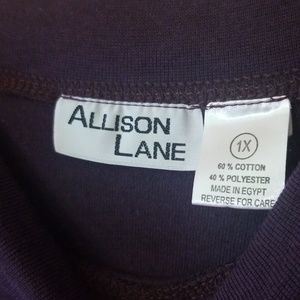 ALLISON
LANE
1X
60 % COTTON
40 % POLYESTER
MADE IN EGYPT
REVERSE FOR CARE